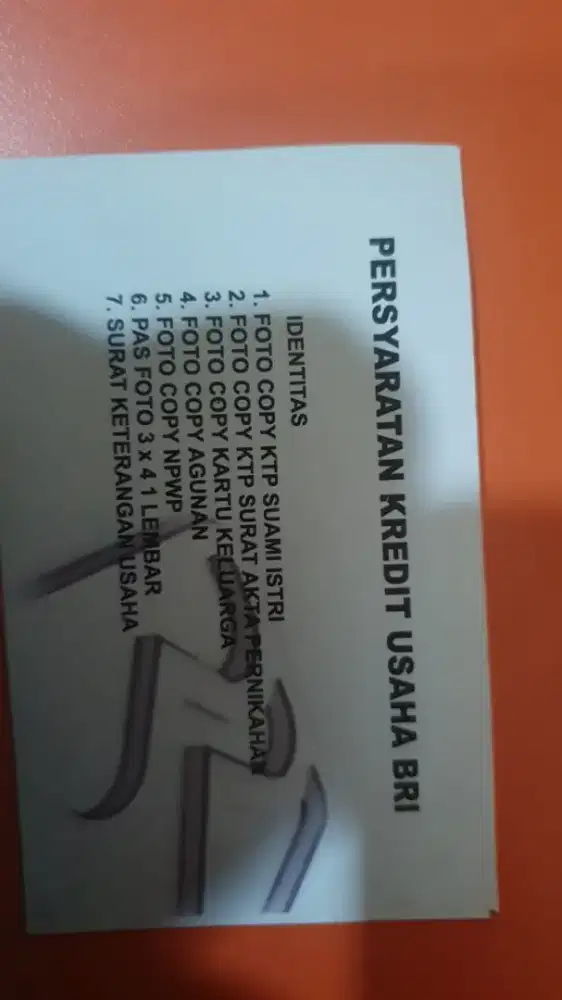 PERSYARATAN KREDIT USAHA BRI
IDENTITAS
1. FOTO COPY KTP SUAMI ISTRI
2. FOTO COPY KTP SURAT AKTA PERNIKAHAN
3. FOTO COPY KARTU KELUARGA
4. FOTO COPY AGUNAN
5. FOTO COPY NPWP
6. PAS FOTO 3 x 4 1 LEMBAR
7. SURAT KETERANGAN USAHA